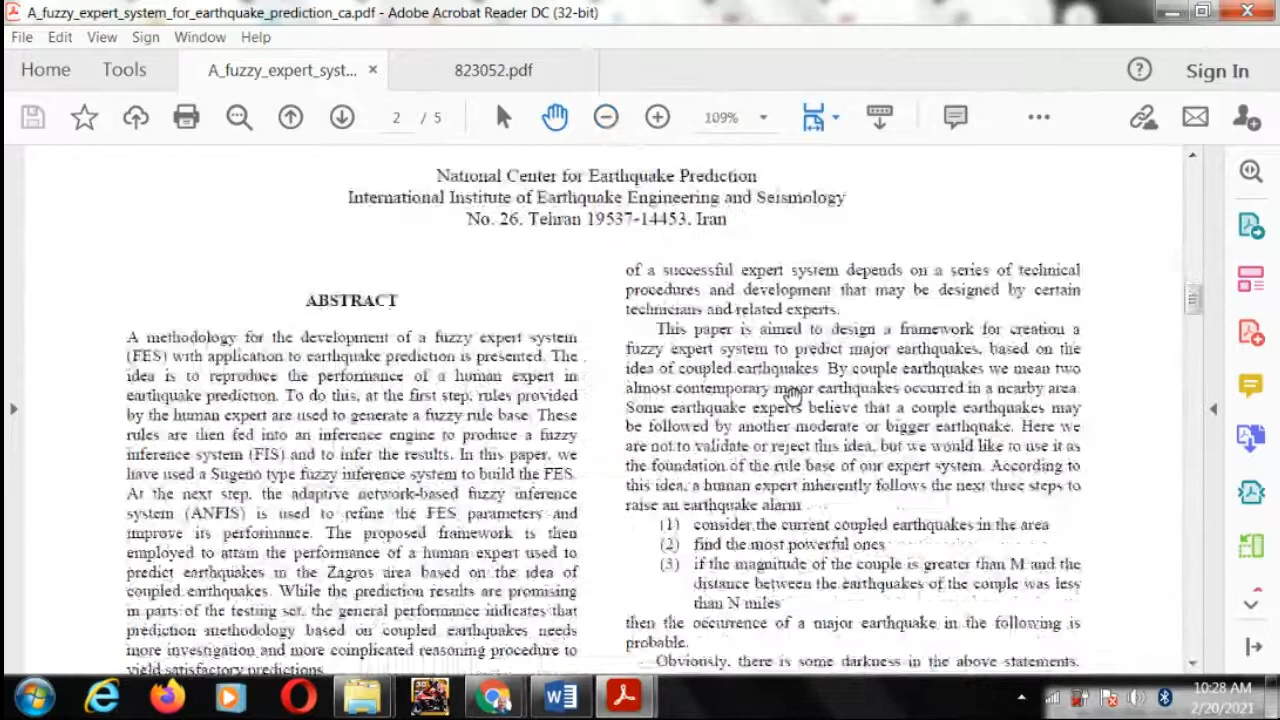 A_fuzzy_expert_system_for_earthquake_prediction_ca.pdf - Adobe Acrobat Reader DC (32-bit)
File Edit View Sign Window Help
Home Tools A_fuzzy_expert_syst... × 823052.pdf Sign In
2 / 5 109%
National Center for Earthquake Prediction
International Institute of Earthquake Engineering and Seismology
No. 26, Tehran 19537-14453, Iran
ABSTRACT
A methodology for the development of a fuzzy expert system
(FES) with application to earthquake prediction is presented. The
idea is to reproduce the performance of a human expert in
earthquake prediction. To do this, at the first step, rules provided
by the human expert are used to generate a fuzzy rule base. These
rules are then fed into an inference engine to produce a fuzzy
inference system (FIS) and to infer the results. In this paper, we
have used a Sugeno type fuzzy inference system to build the FES.
At the next step, the adaptive network-based fuzzy inference
system (ANFIS) is used to refine the FES parameters and
improve its performance. The proposed framework is then
employed to attain the performance of a human expert used to
predict earthquakes in the Zagros area based on the idea of
coupled earthquakes. While the prediction results are promising
in parts of the testing set, the general performance indicates that
prediction methodology based on coupled earthquakes needs
more investigation and more complicated reasoning procedure to
yield satisfactory predictions.
of a successful expert system depends on a series of technical
procedures and development that may be designed by certain
technicians and related experts.
This paper is aimed to design a framework for creation a
fuzzy expert system to predict major earthquakes, based on the
idea of coupled earthquakes. By couple earthquakes we mean two
almost contemporary major earthquakes occurred in a nearby area.
Some earthquake experts believe that a couple earthquakes may
be followed by another moderate or bigger earthquake. Here we
are not to validate or reject this idea, but we would like to use it as
the foundation of the rule base of our expert system. According to
this idea, a human expert inherently follows the next three steps to
raise an earthquake alarm
(1) consider the current coupled earthquakes in the area
(2) find the most powerful ones
(3) if the magnitude of the couple is greater than M and the
distance between the earthquakes of the couple was less
than N miles
then the occurrence of a major earthquake in the following is
probable.
Obviously, there is some darkness in the above statements.
10:28 AM
2/20/2021